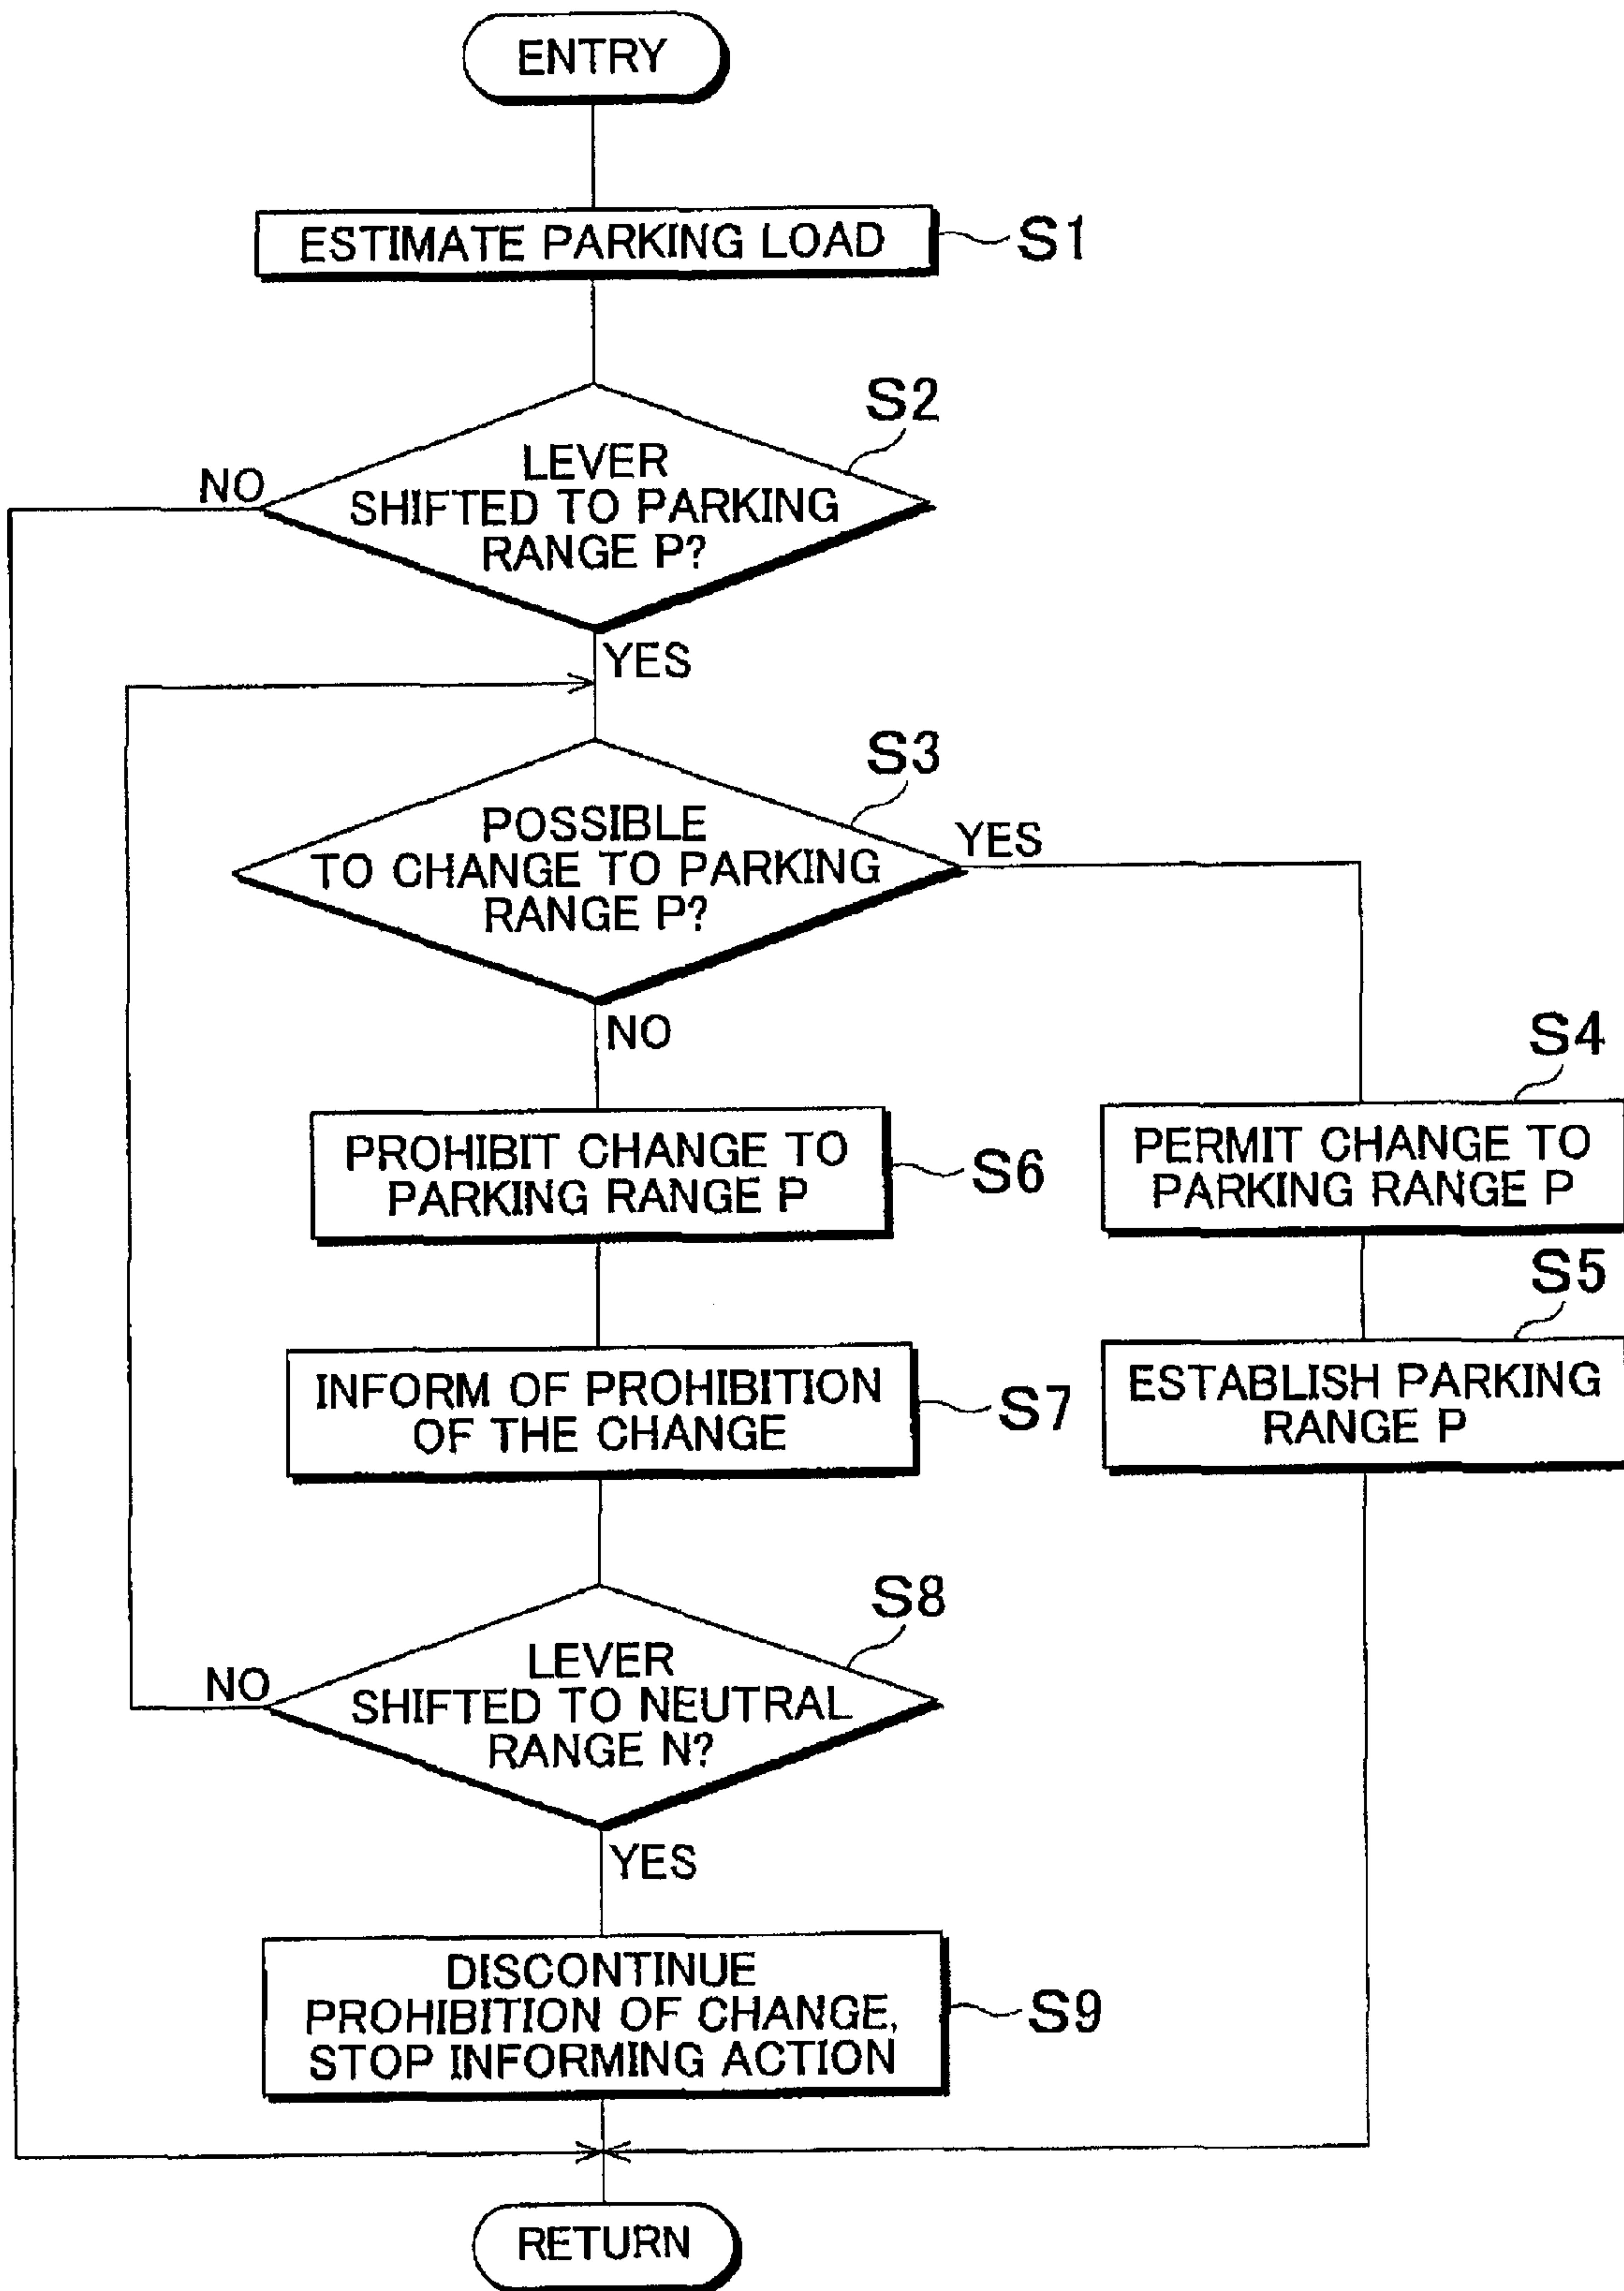 ENTRY
ESTIMATE PARKING LOAD
S1
S2
LEVER
SHIFTED TO PARKING
RANGE P?
NO
YES
S3
POSSIBLE
TO CHANGE TO PARKING
RANGE P?
YES
NO
S4
PERMIT CHANGE TO
PARKING RANGE P
PROHIBIT CHANGE TO
PARKING RANGE P
S6
S5
ESTABLISH PARKING
RANGE P
INFORM OF PROHIBITION
OF THE CHANGE
S7
S8
LEVER
SHIFTED TO NEUTRAL
RANGE N?
NO
YES
DISCONTINUE
PROHIBITION OF CHANGE,
STOP INFORMING ACTION
S9
RETURN